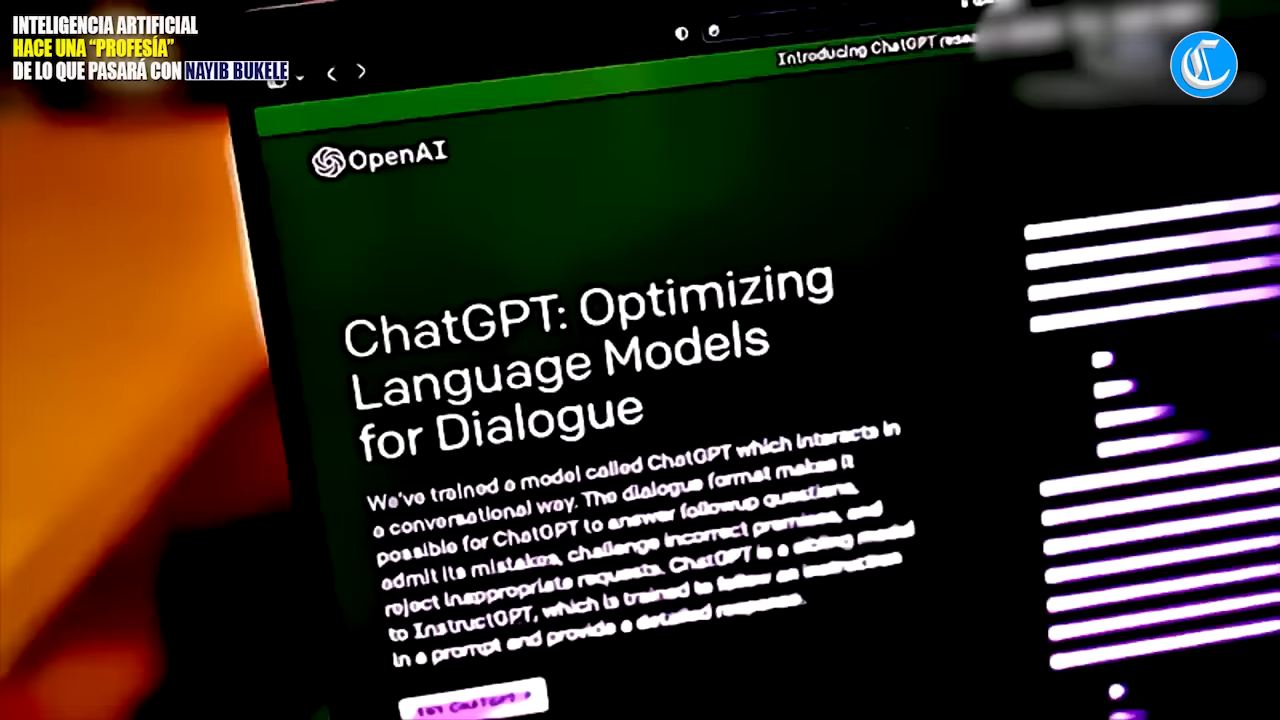 INTELIGENCIA ARTIFICIAL
HACE UNA “PROFESÍA”
DE LO QUE PASARÁ CON NAYIB BUKELE
Introducing ChatGPT
OpenAI
ChatGPT: Optimizing
Language Models
for Dialogue
We've trained a model called ChatGPT which interacts in
a conversational way. The dialogue format makes it
possible for ChatGPT to answer followup questions,
admit its mistakes, challenge incorrect premises, and
reject inappropriate requests. ChatGPT is a sibling model
to InstructGPT, which is trained to follow an instruction
in a prompt and provide a detailed response.
TRY CHATGPT
C